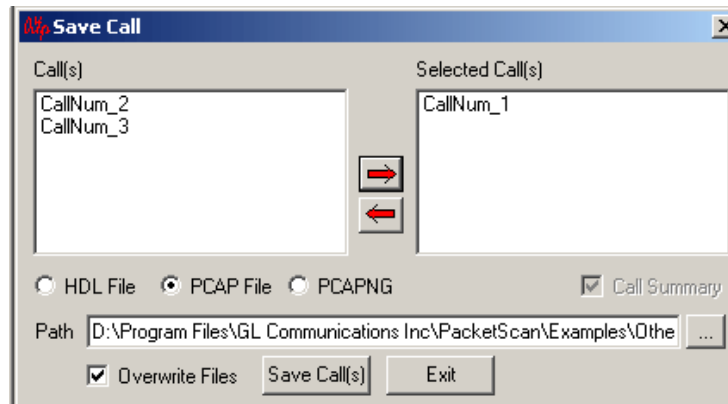 Save Call
Call(s)
CallNum_2
CallNum_3
Selected Call(s)
CallNum_1
HDL File PCAP File PCAPNG Call Summary
Path D:\Program Files\GL Communications Inc\PacketScan\Examples\Othe ...
Overwrite Files Save Call(s) Exit